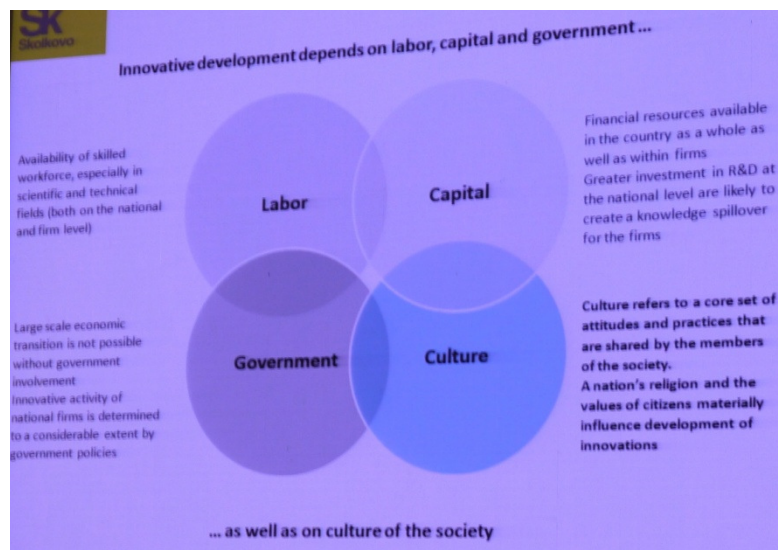 Sk
Skolkovo
Innovative development depends on labor, capital and government ...
Availability of skilled
workforce, especially in
scientific and technical
fields (both on the national
and firm level)
Labor
Capital
Financial resources available
in the country as a whole as
well as within firms
Greater investment in R&D at
the national level are likely to
create a knowledge spillover
for the firms
Large scale economic
transition is not possible
without government
involvement
Innovative activity of
national firms is determined
to a considerable extent by
government policies
Government
Culture
Culture refers to a core set of
attitudes and practices that
are shared by the members
of the society.
A nation's religion and the
values of citizens materially
influence development of
innovations
... as well as on culture of the society